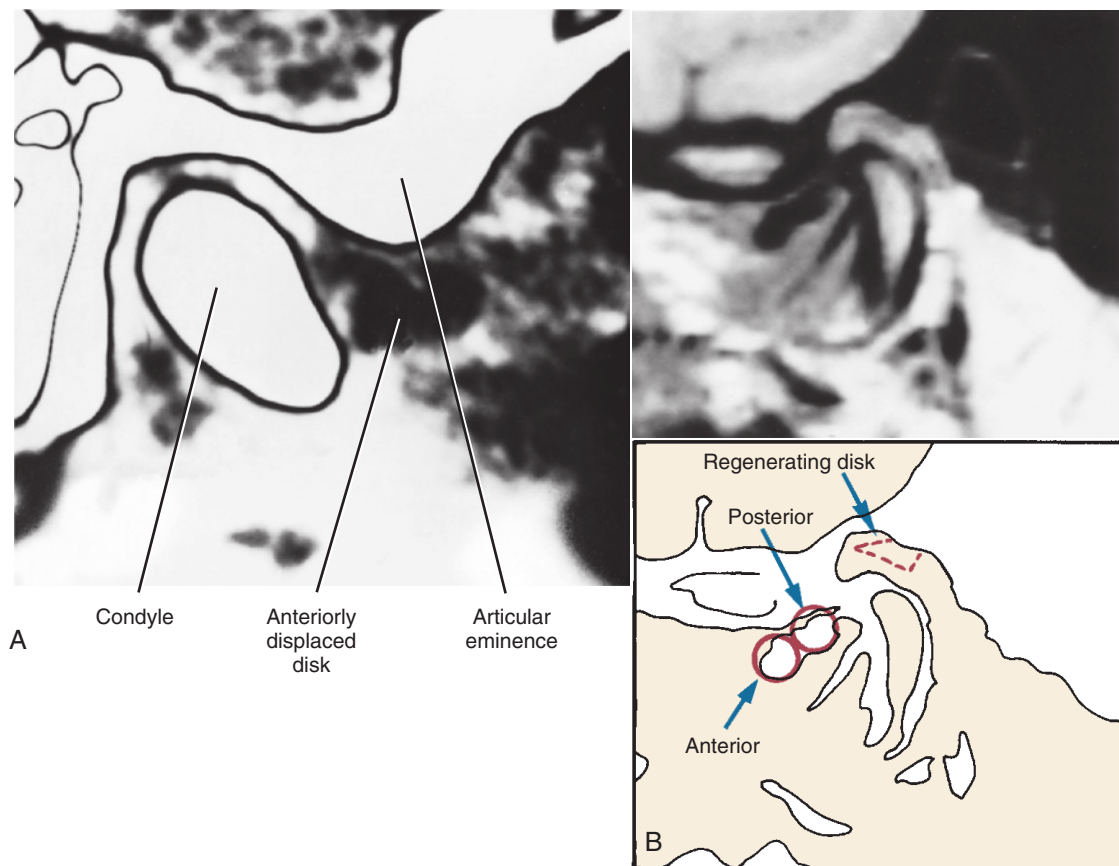 Condyle
Anteriorly
displaced
disk
Articular
eminence
A
Regenerating disk
Posterior
Anterior
B